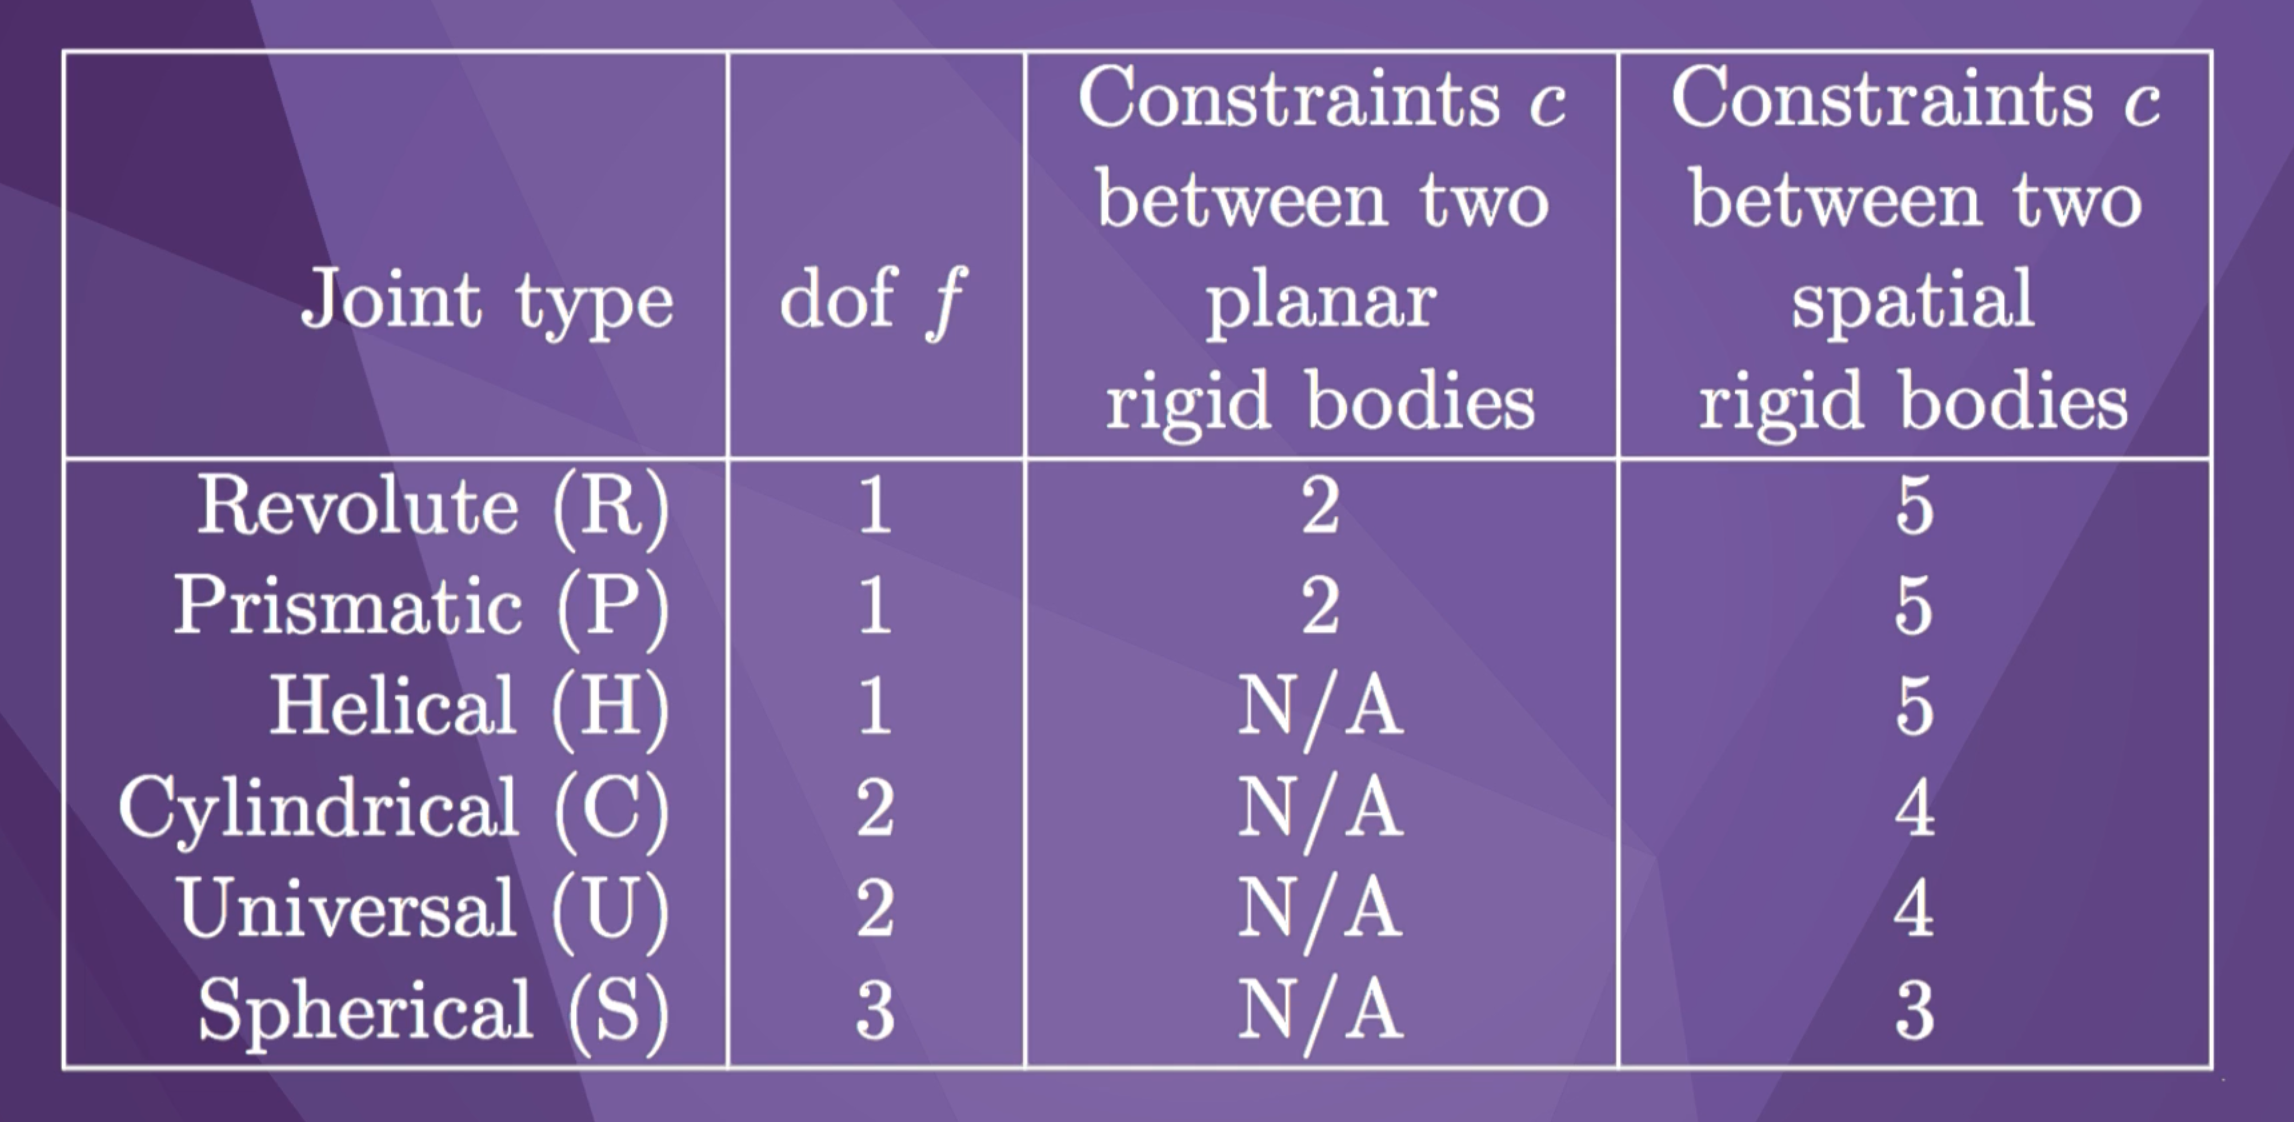 Joint type | dof f | Constraints c between two planar rigid bodies | Constraints c between two spatial rigid bodies
Revolute (R) | 1 | 2 | 5
Prismatic (P) | 1 | 2 | 5
Helical (H) | 1 | N/A | 5
Cylindrical (C) | 2 | N/A | 4
Universal (U) | 2 | N/A | 4
Spherical (S) | 3 | N/A | 3